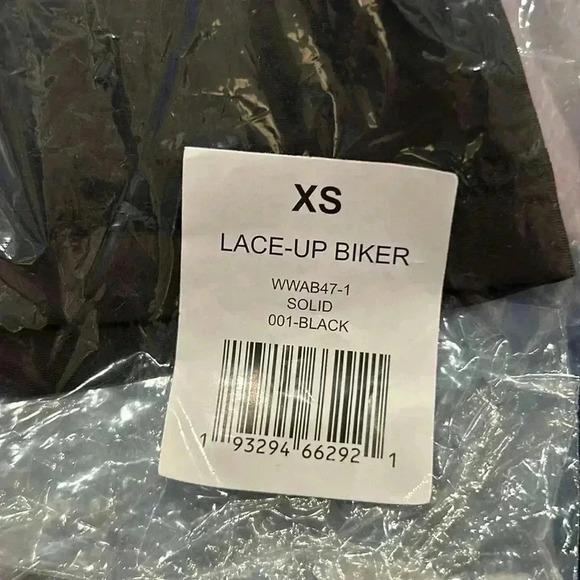 XS
LACE-UP BIKER
WWAB47-1
SOLID
001-BLACK
1 93294 66292 1